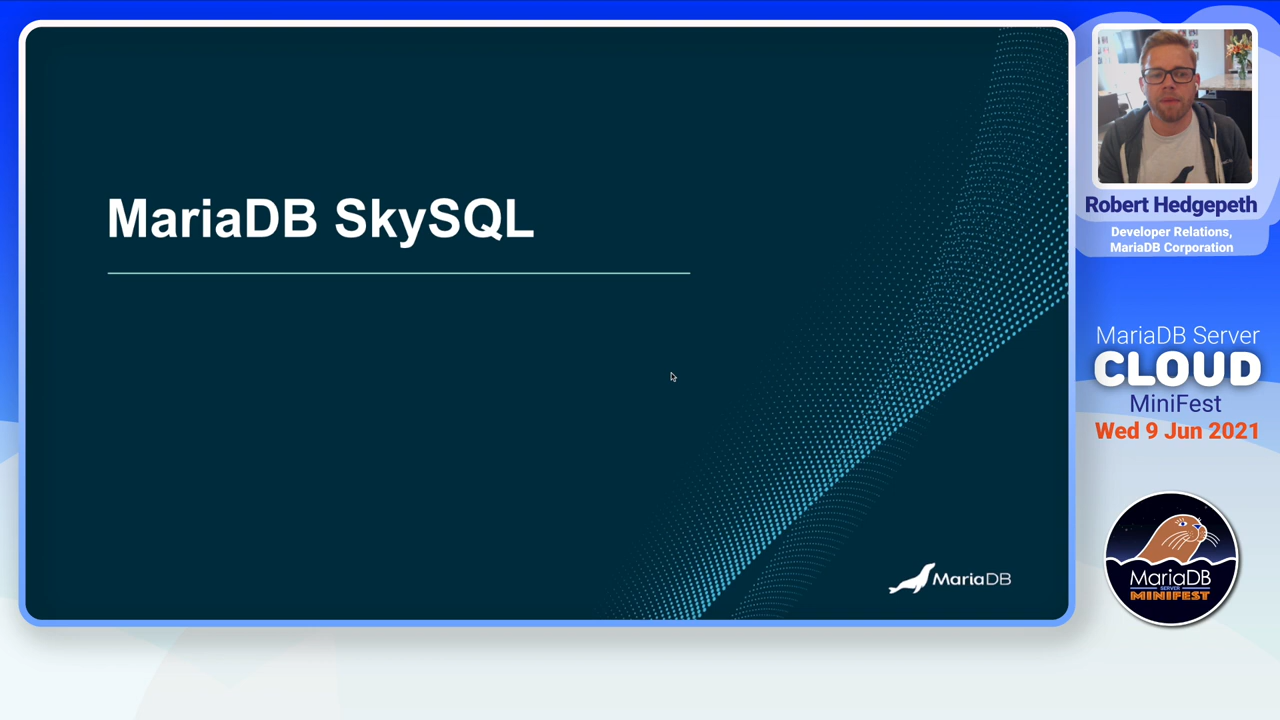 MariaDB SkySQL
MariaDB
Robert Hedgepeth
Developer Relations,
MariaDB Corporation
MariaDB Server
CLOUD
MiniFest
Wed 9 Jun 2021
MariaDB
SERVER
MINIFEST